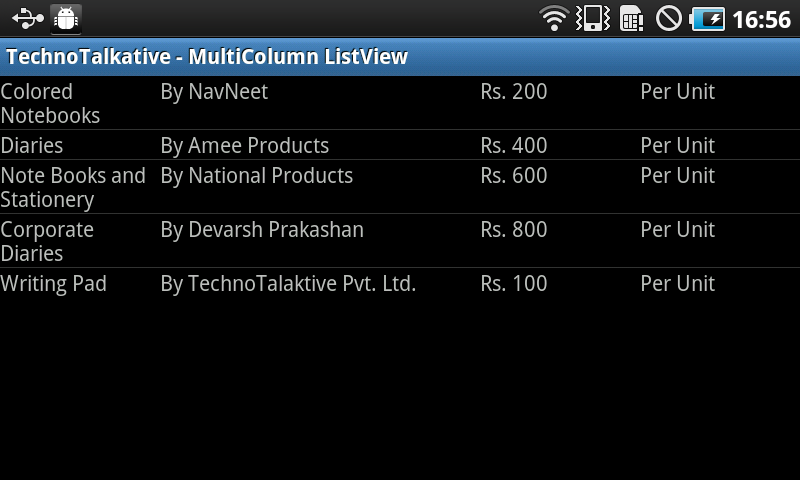 16:56
TechnoTalkative - MultiColumn ListView
Colored Notebooks By NavNeet Rs. 200 Per Unit
Diaries By Amee Products Rs. 400 Per Unit
Note Books and Stationery By National Products Rs. 600 Per Unit
Corporate Diaries By Devarsh Prakashan Rs. 800 Per Unit
Writing Pad By TechnoTalaktive Pvt. Ltd. Rs. 100 Per Unit